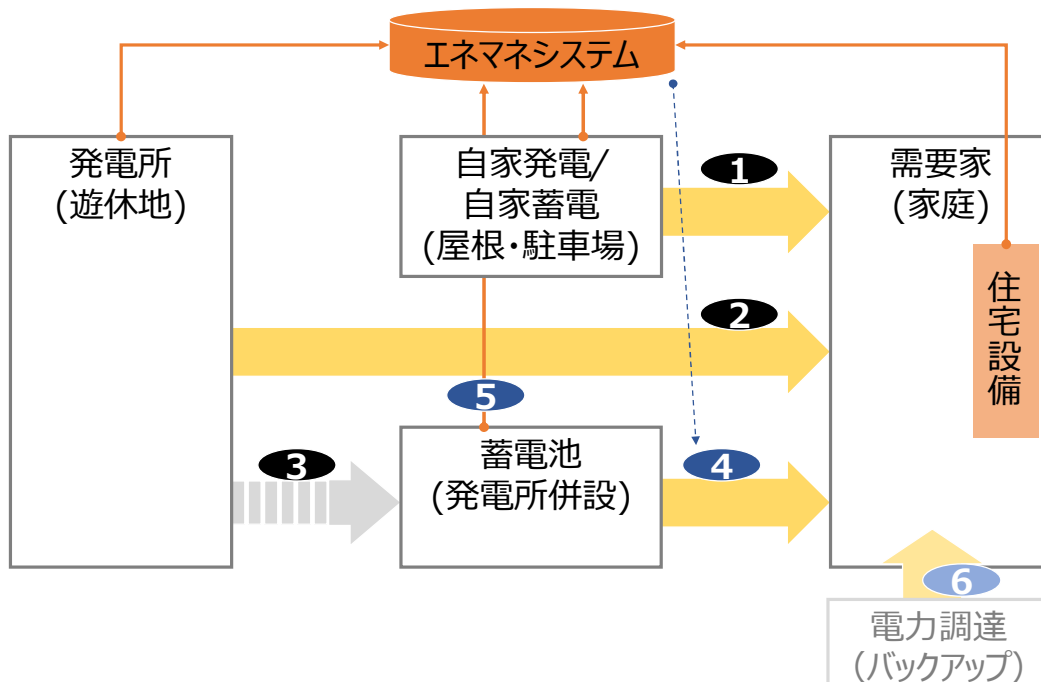 エネマネシステム
発電所
(遊休地)
自家発電/
自家蓄電
(屋根・駐車場)
1
需要家
(家庭)
住宅設備
2
5
3
蓄電池
(発電所併設)
4
6
電力調達
(バックアップ)